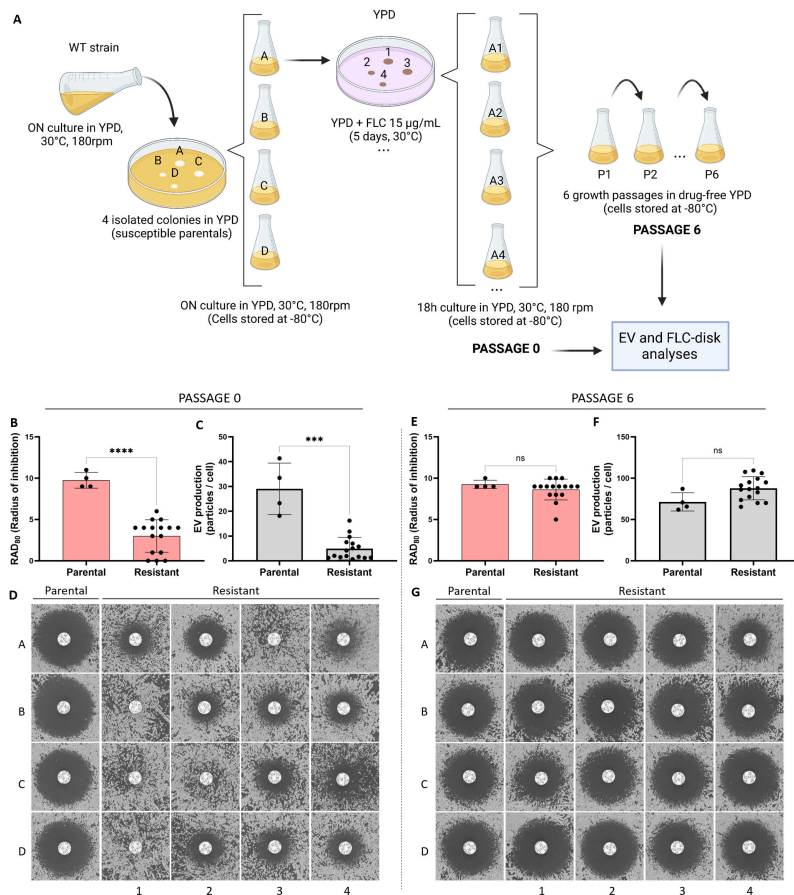 A
WT strain
ON culture in YPD,
30°C, 180rpm
A
B
C
D
4 isolated colonies in YPD
(susceptible parentals)
A
B
C
D
ON culture in YPD, 30°C, 180rpm
(Cells stored at -80°C)
YPD
1
2
3
4
YPD + FLC 15 µg/mL
(5 days, 30°C)
...
A1
A2
A3
A4
...
18h culture in YPD, 30°C, 180 rpm
(cells stored at -80°C)
PASSAGE 0
P1
P2
...
P6
6 growth passages in drug-free YPD
(cells stored at -80°C)
PASSAGE 6
EV and FLC-disk
analyses
PASSAGE 0
B
RAD80 (Radius of inhibition)
15
10
5
0
****
Parental
Resistant
C
EV production
(particles / cell)
50
40
30
20
10
0
***
Parental
Resistant
PASSAGE 6
E
RAD80 (Radius of inhibition)
15
10
5
0
ns
Parental
Resistant
F
EV production
(particles / cell)
150
100
50
0
ns
Parental
Resistant
D
Parental
Resistant
A
B
C
D
1
2
3
4
G
Parental
Resistant
A
B
C
D
1
2
3
4